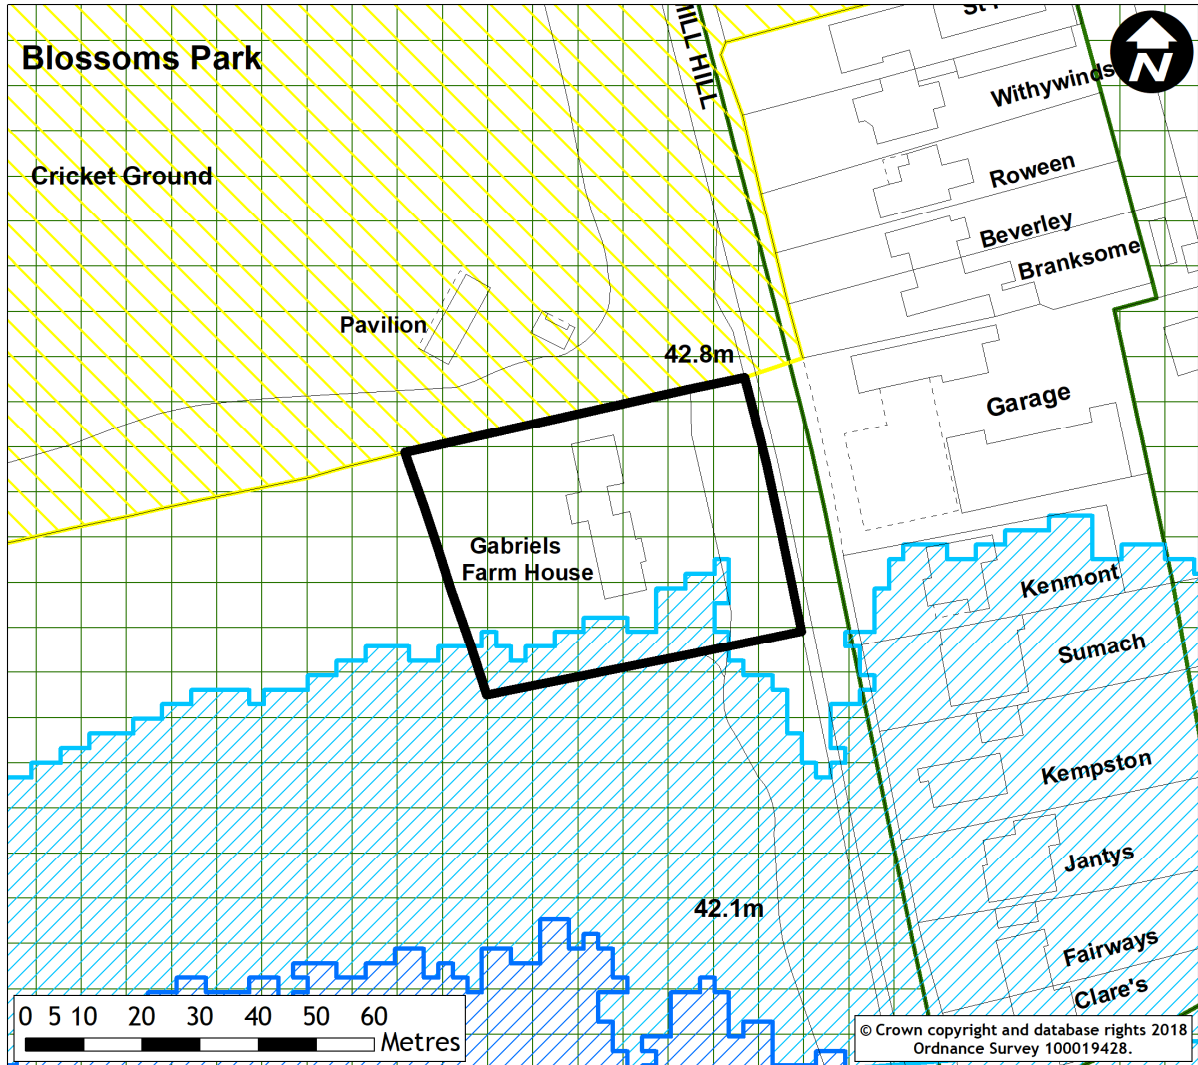 Blossoms Park
MILL HILL
N
Withywinds
Cricket Ground
Roween
Beverley
Branksome
Pavilion
42.8m
Garage
Gabriels
Farm House
Kenmont
Sumach
Kempston
Jantys
42.1m
Fairways
Clare's
0 5 10 20 30 40 50 60
Metres
© Crown copyright and database rights 2018
Ordnance Survey 100019428.